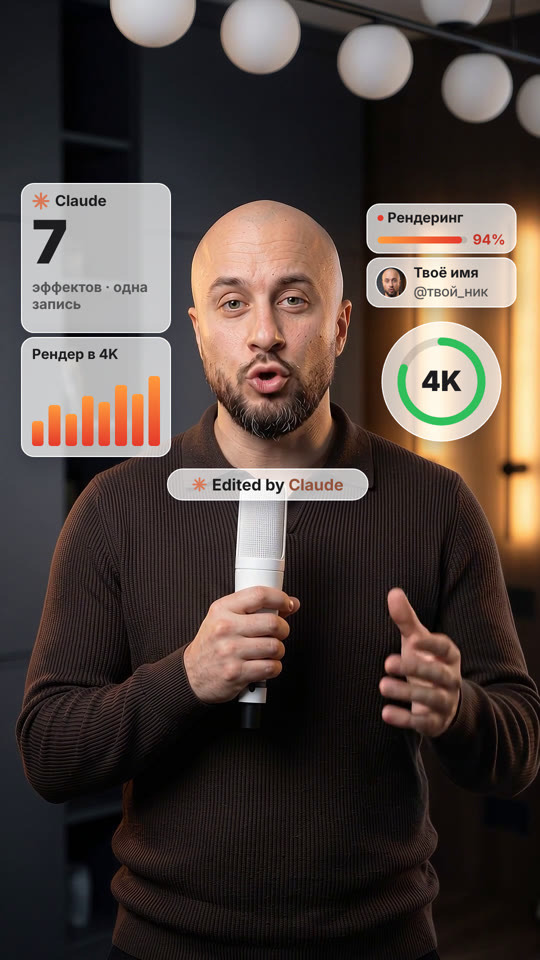 Claude
7
эффектов · одна
запись
Рендер в 4K
Рендеринг
94%
Твоё имя
@твой_ник
4K
Edited by Claude